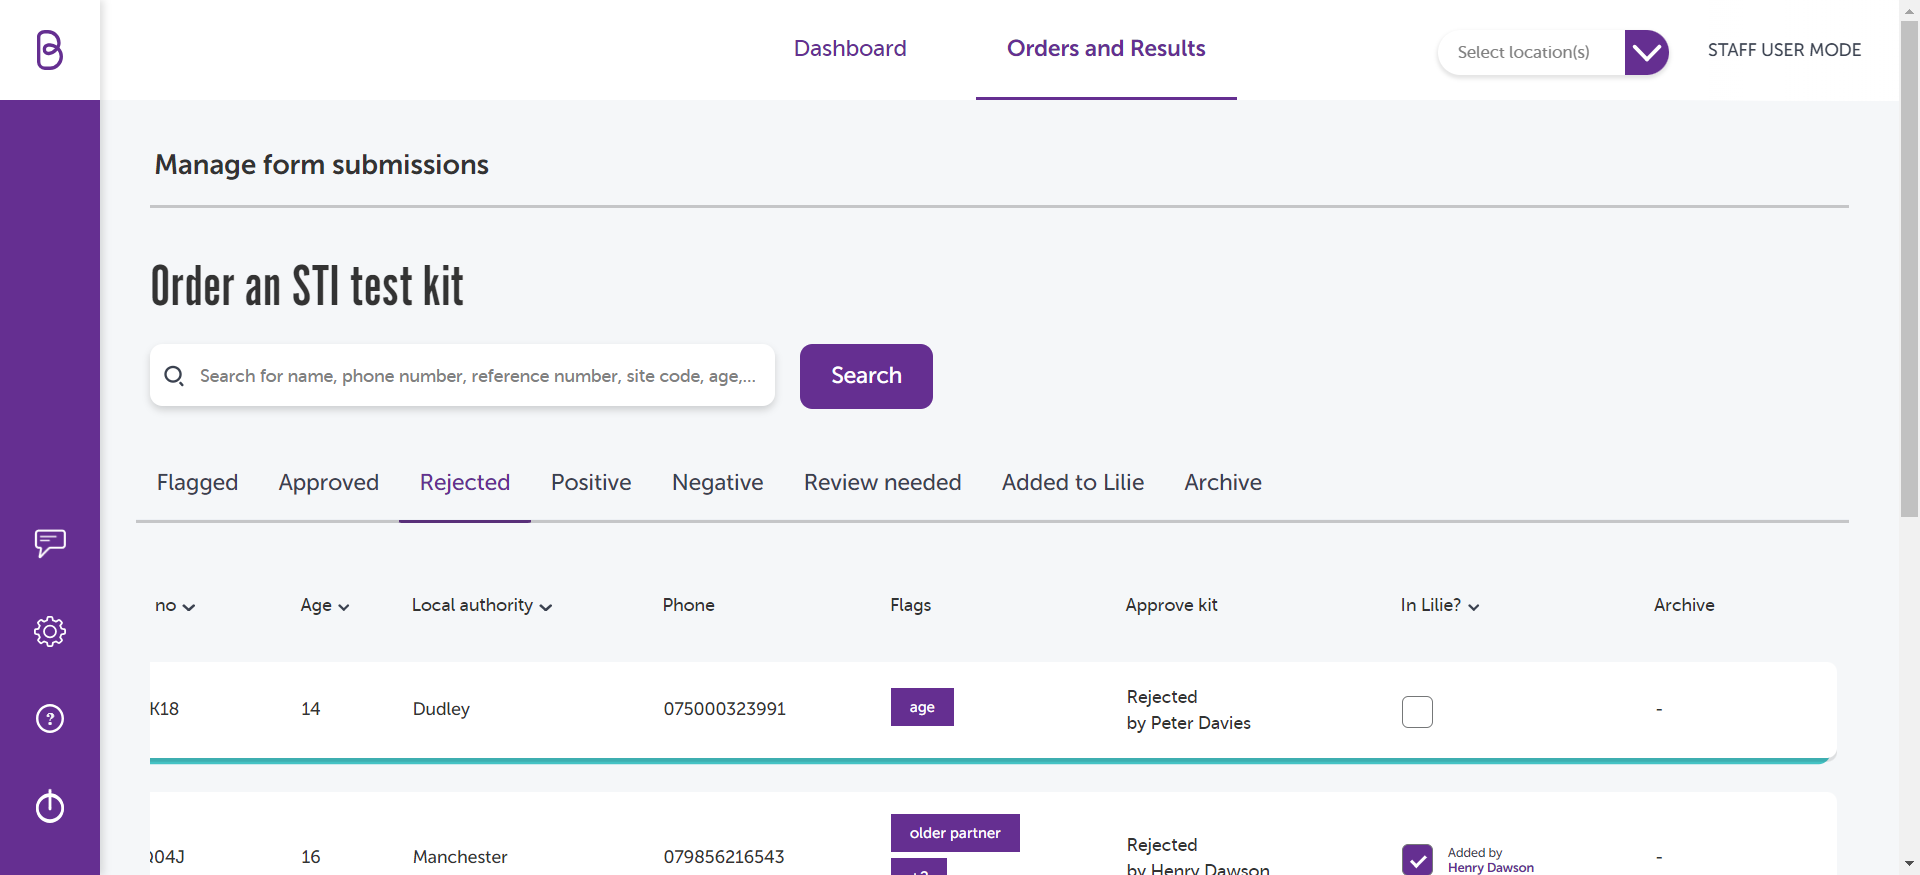 Dashboard
Orders and Results
Select location(s)
STAFF USER MODE
Manage form submissions
Order an STI test kit
Search for name, phone number, reference number, site code, age,...
Search
Flagged
Approved
Rejected
Positive
Negative
Review needed
Added to Lilie
Archive
no
Age
Local authority
Phone
Flags
Approve kit
In Lilie?
Archive
K18
14
Dudley
075000323991
age
Rejected
by Peter Davies
-
04J
16
Manchester
079856216543
older partner
Rejected
by Henry Dawson
Added by
Henry Dawson
-